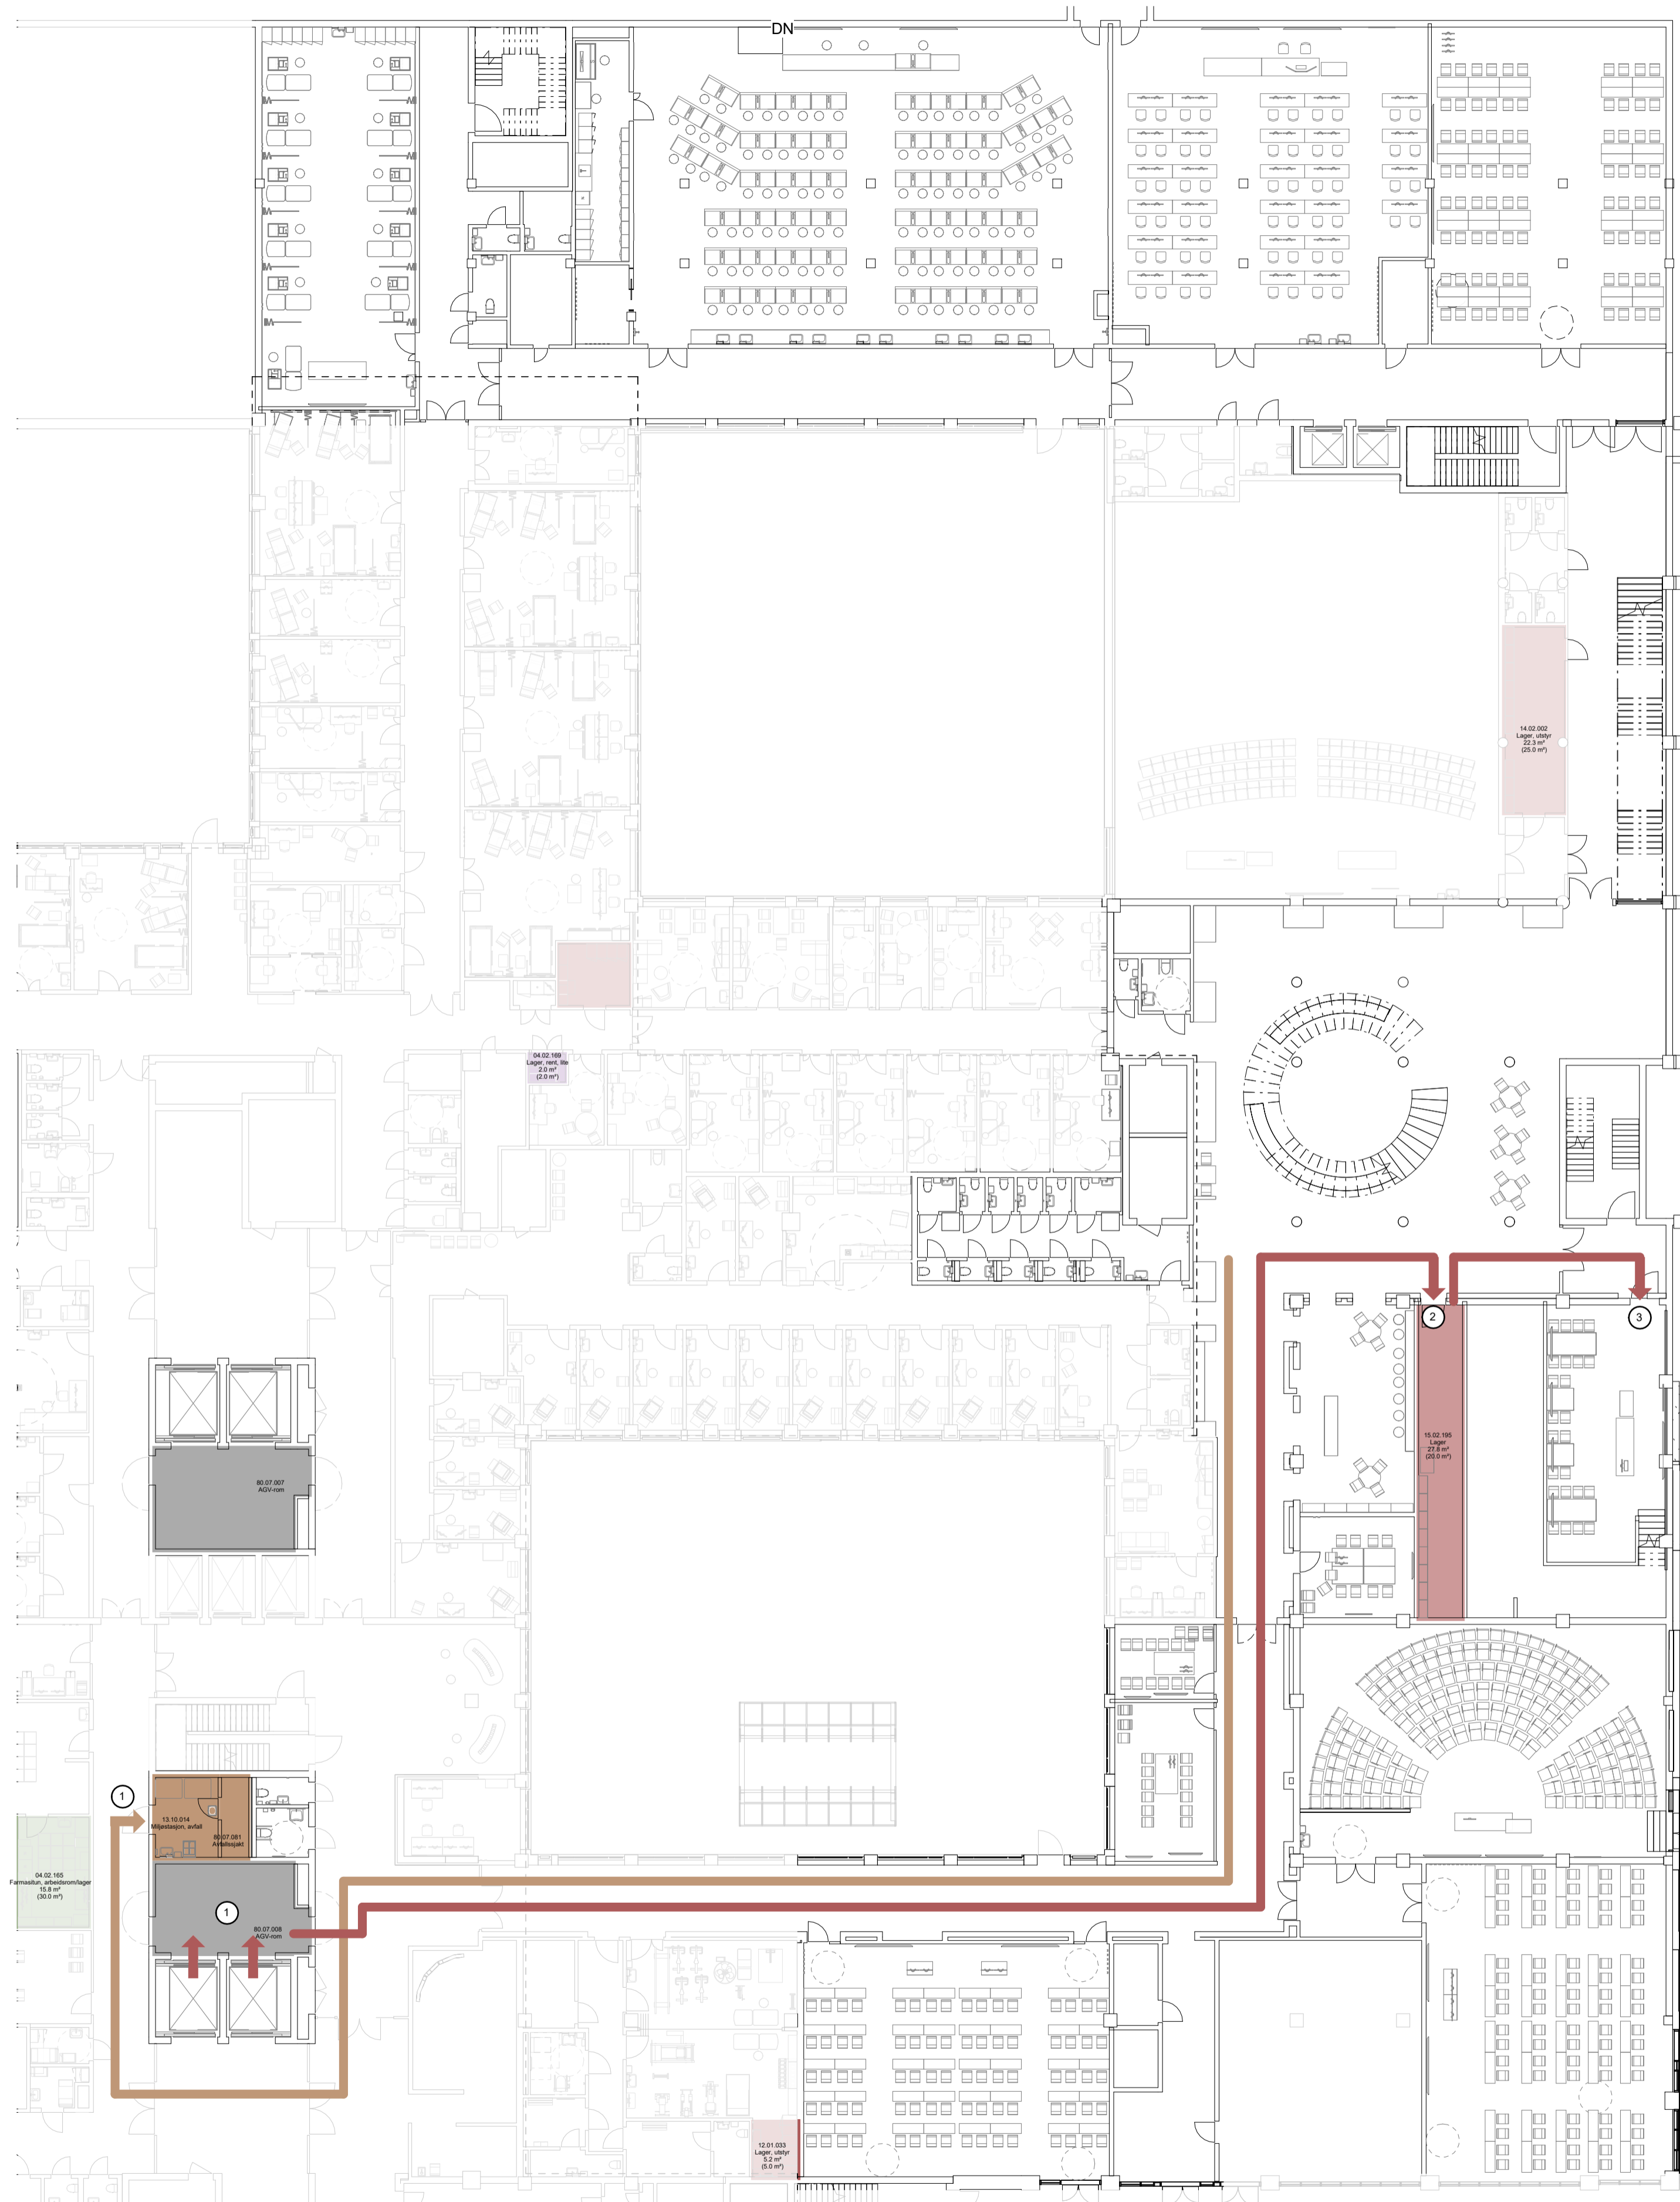 DN
14.02.002
Lager, utstyr
22.3 m²
(25.0 m²)
04.02.169
Lager, rent, lite
2.0 m²
(2.0 m²)
2
3
15.02.195
Lager
27.8 m²
(20.0 m²)
80.07.007
AGV-rom
1
13.10.014
Miljøstasjon, avfall
80.07.081
Avfallssjakt
04.02.165
Farmasitun, arbeidsrom/lager
15.8 m²
(30.0 m²)
1
80.07.008
AGV-rom
12.01.033
Lager, utstyr
5.2 m²
(5.0 m²)